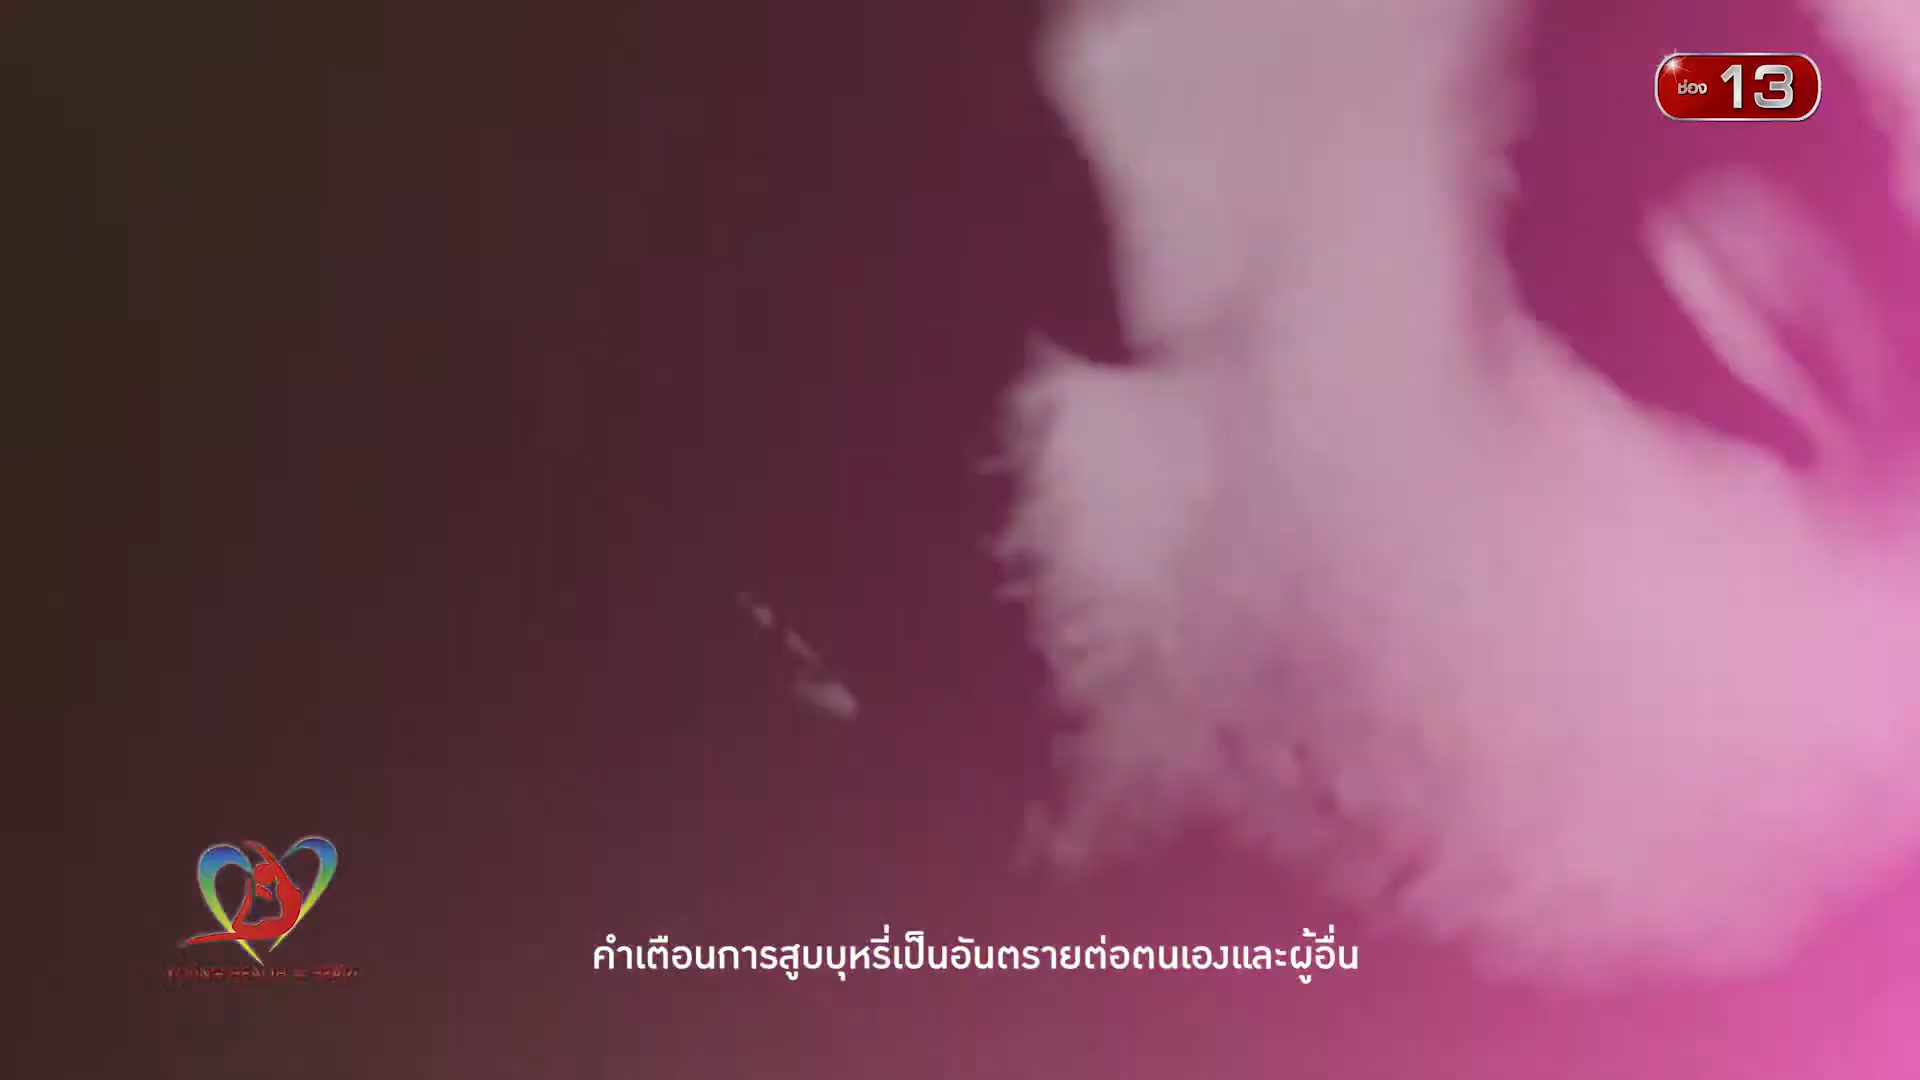 ช่อง 13
คำเตือนการสูบบุหรี่เป็นอันตรายต่อตนเองและผู้อื่น